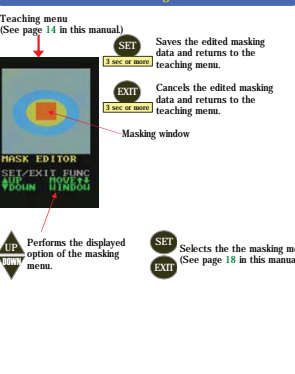 Teaching menu
(See page 14 in this manual.)
SET
3 sec or more
Saves the edited masking
data and returns to the
teaching menu.
EXIT
3 sec or more
Cancels the edited masking
data and returns to the
teaching menu.
Masking window
MASK EDITOR
SET/EXIT FUNC
▲UP MOVE↑↓
▼DOWN WINDOW
UP
DOWN
Performs the displayed
option of the masking
menu.
SET
EXIT
Selects the the masking m
(See page 18 in this manua